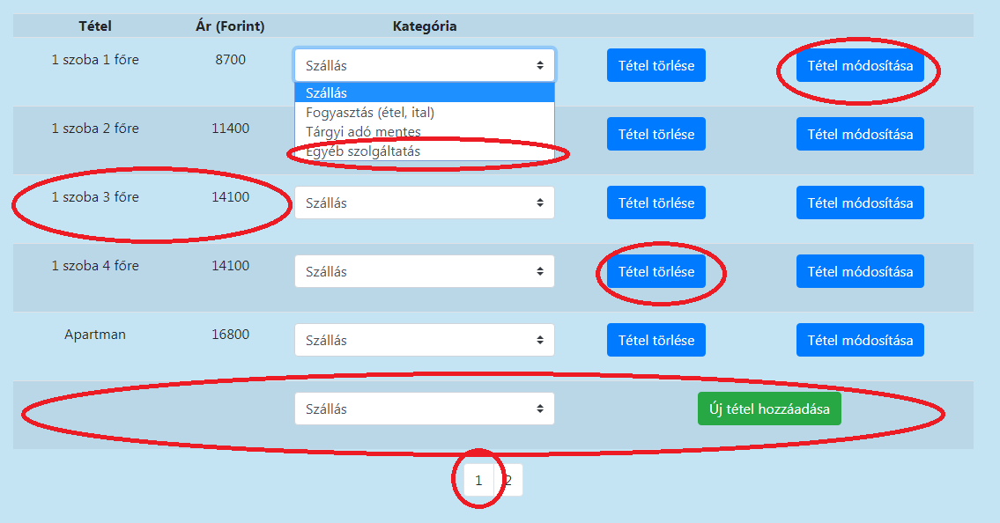 Tétel Ár (Forint) Kategória
1 szoba 1 főre 8700 Szállás Tétel törlése Tétel módosítása
Szállás
Fogyasztás (étel, ital)
1 szoba 2 főre 11400 Tárgyi adó mentes Tétel törlése Tétel módosítása
Egyéb szolgáltatás
1 szoba 3 főre 14100 Szállás Tétel törlése Tétel módosítása
1 szoba 4 főre 14100 Szállás Tétel törlése Tétel módosítása
Apartman 16800 Szállás Tétel törlése Tétel módosítása
Szállás Új tétel hozzáadása
1 2